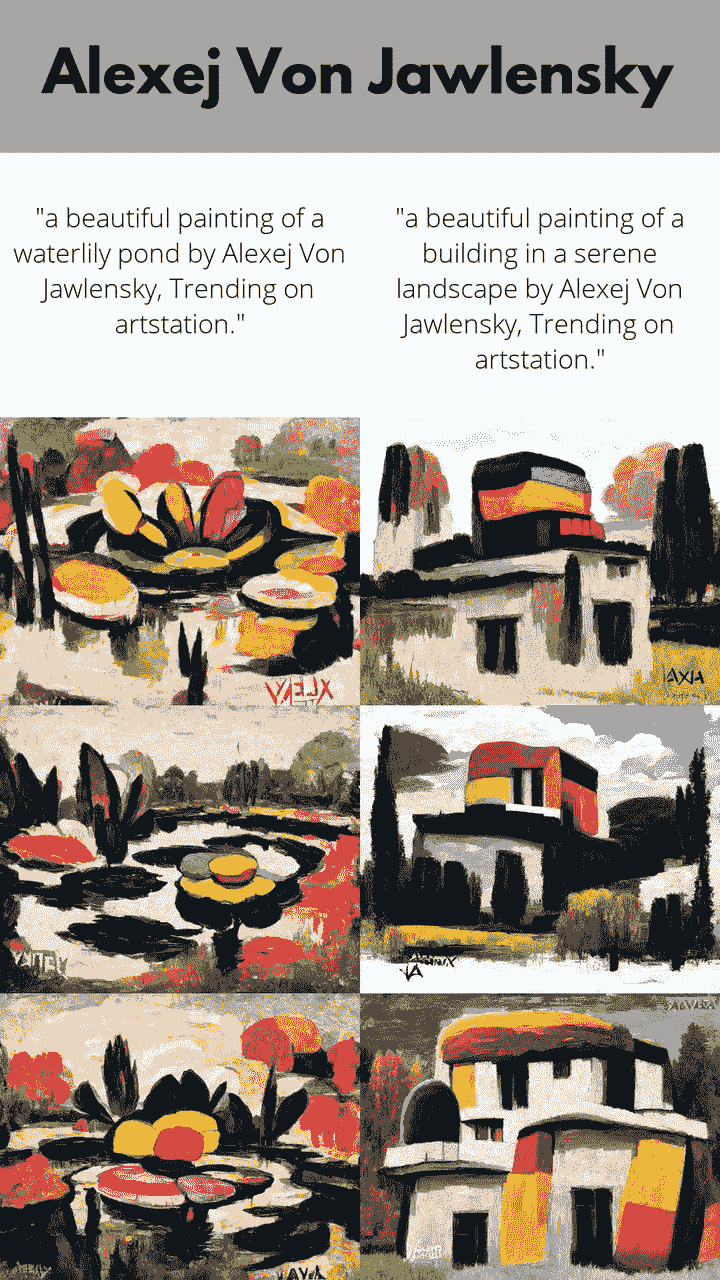 Alexej Von Jawlensky
"a beautiful painting of a
waterlily pond by Alexej Von
Jawlensky, Trending on
artstation."
"a beautiful painting of a
building in a serene
landscape by Alexej Von
Jawlensky, Trending on
artstation."
AXIA